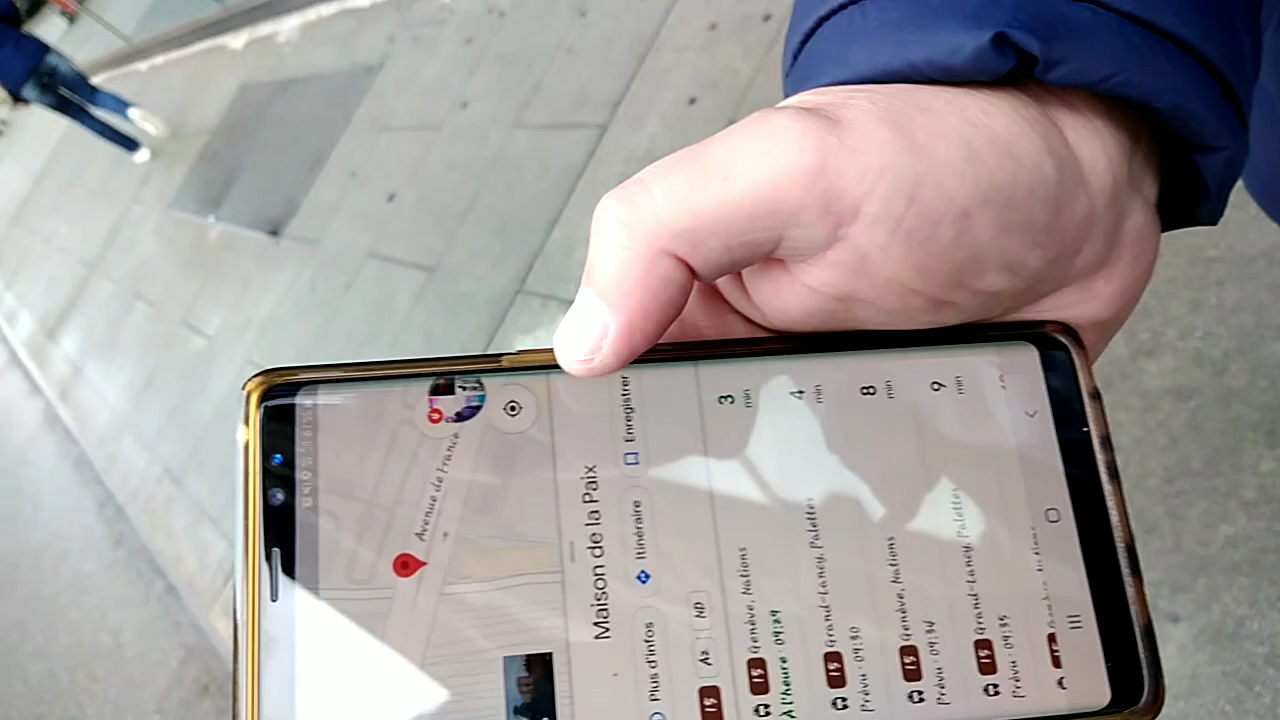 Avenue de France
Maison de la Paix
Plus d'infos
Itinéraire
Enregistrer
15 A2 ND
15 Genève, Nations
À l'heure · 09:29
3 min
15 Grand-Lancy, Palettes
Prévu · 09:30
4 min
15 Genève, Nations
Prévu · 09:34
8 min
15 Grand-Lancy, Palettes
Prévu · 09:35
9 min